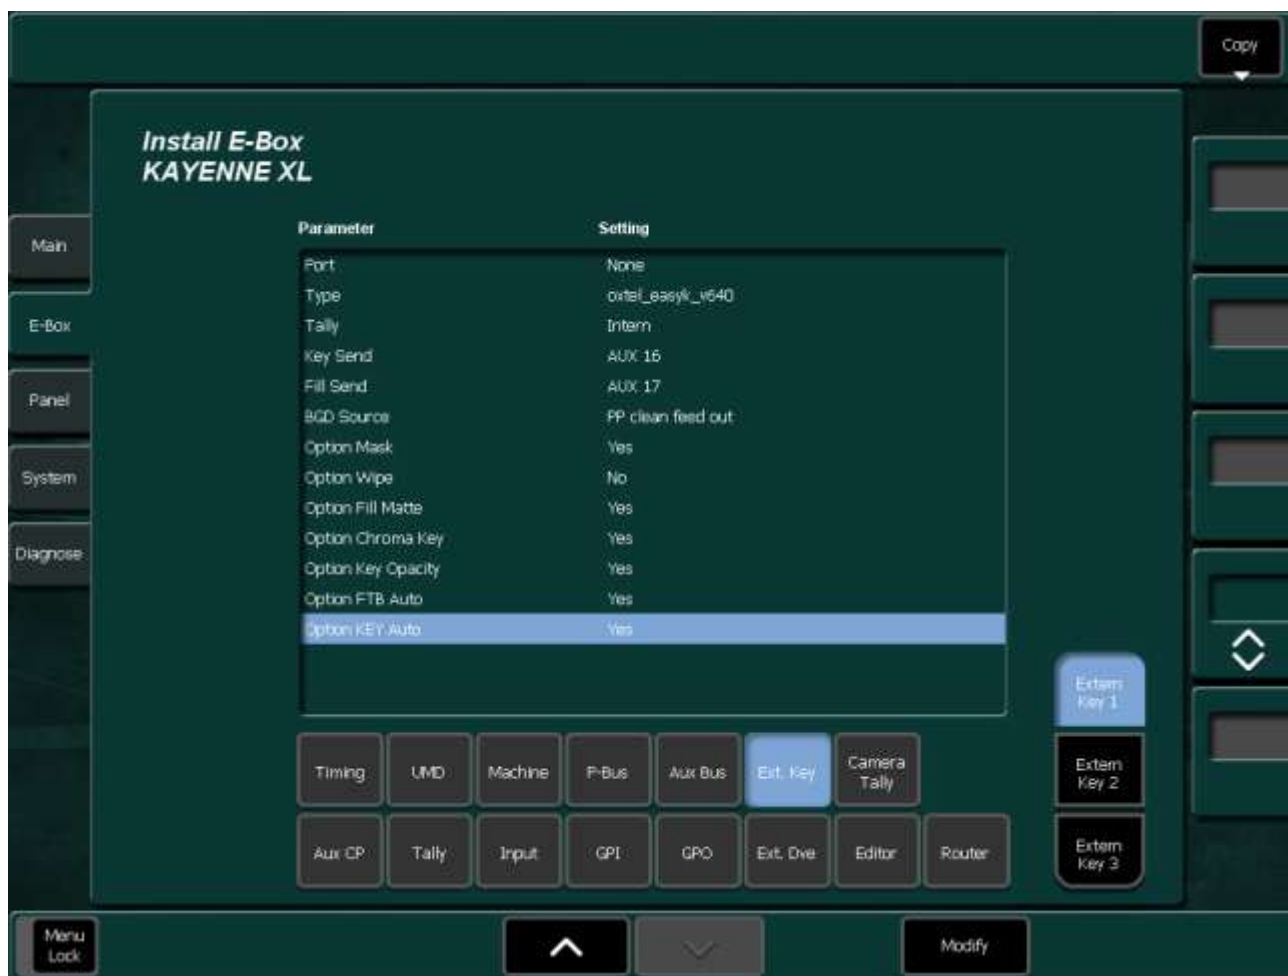 Copy
Install E-Box
KAYENNE XL
Parameter Setting
Port None
Type oxtel_easyk_v640
Tally Intern
Key Send AUX 16
Fill Send AUX 17
BGD Source PP clean feed out
Option Mask Yes
Option Wipe No
Option Fill Matte Yes
Option Chroma Key Yes
Option Key Opacity Yes
Option FTB Auto Yes
Option KEY Auto Yes
Main
E-Box
Panel
System
Diagnose
Extern
Key 1
Extern
Key 2
Extern
Key 3
Timing UMD Machine P-Bus Aux Bus Ext. Key Camera
Tally
Aux CP Tally Input GPI GPO Ext. Dve Editor Router
Menu
Lock
Modify